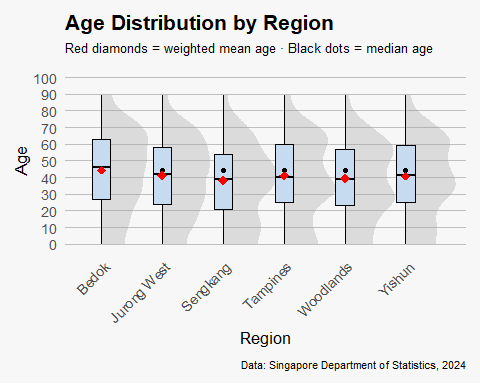 Age Distribution by Region
Red diamonds = weighted mean age · Black dots = median age
Age
100
90
80
70
60
50
40
30
20
10
0
Bedok
Jurong West
Sengkang
Tampines
Woodlands
Yishun
Region
Data: Singapore Department of Statistics, 2024